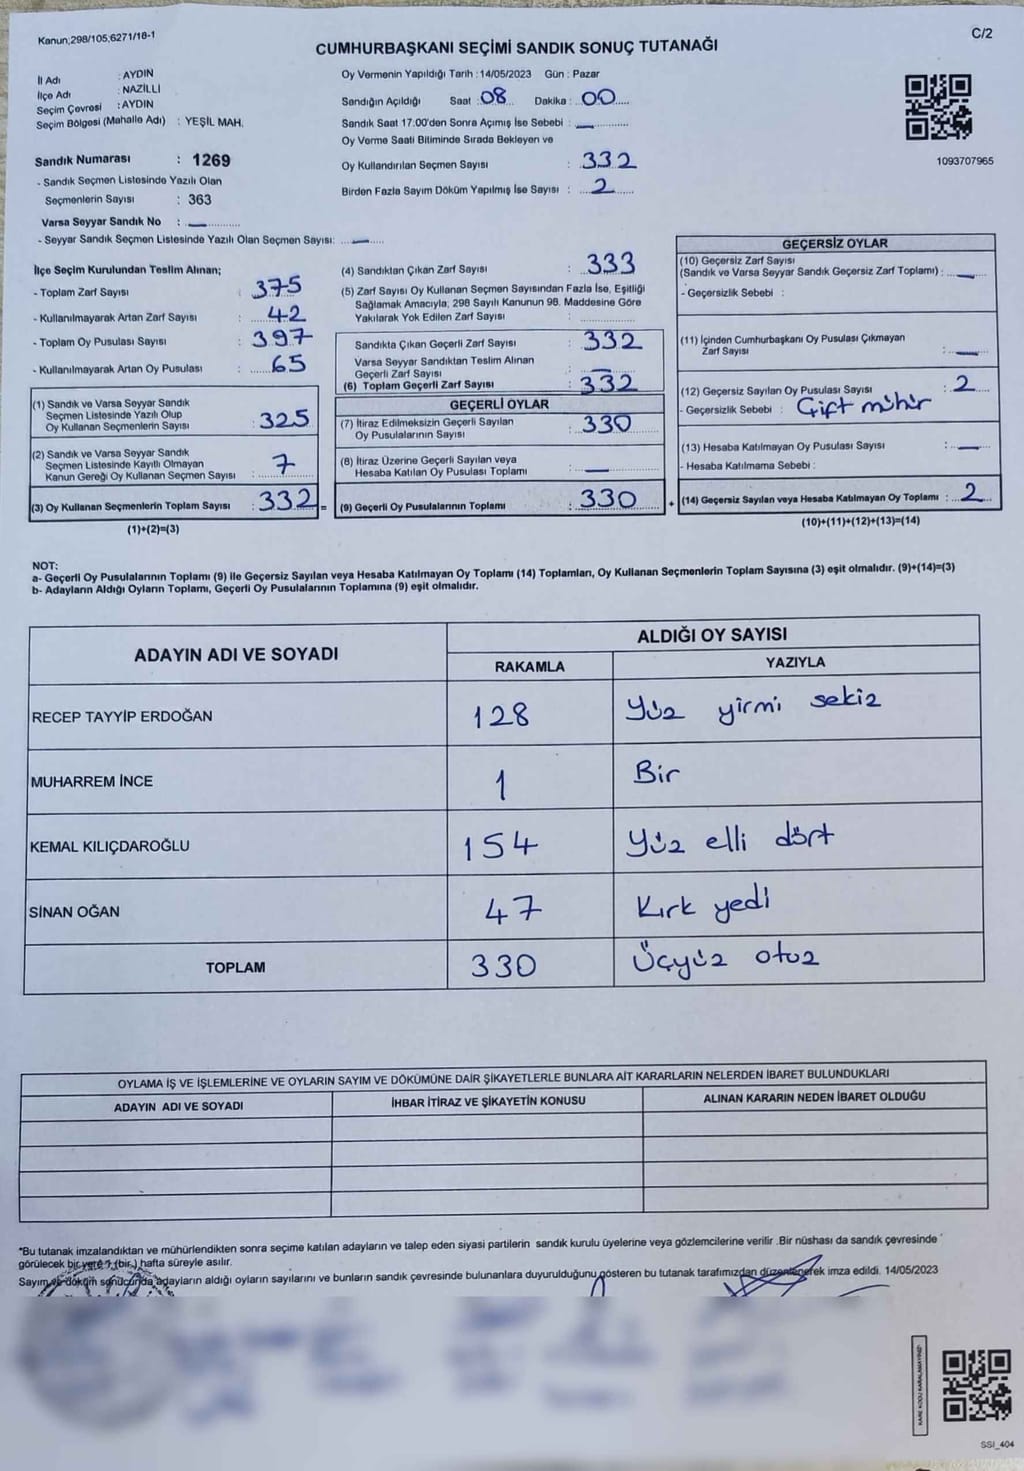 Kanun;298/105;6271/18-1
C/2
CUMHURBAŞKANI SEÇİMİ SANDIK SONUÇ TUTANAĞI
İl Adı : AYDIN
İlçe Adı : NAZİLLİ
Seçim Çevresi : AYDIN
Seçim Bölgesi (Mahalle Adı) : YEŞİL MAH.
Sandık Numarası : 1269
- Sandık Seçmen Listesinde Yazılı Olan
Seçmenlerin Sayısı : 363
Varsa Seyyar Sandık No : —
- Seyyar Sandık Seçmen Listesinde Yazılı Olan Seçmen Sayısı: —
Oy Vermenin Yapıldığı Tarih : 14/05/2023 Gün : Pazar
Sandığın Açıldığı Saat : 08 Dakika : 00
Sandık Saat 17.00'den Sonra Açımış İse Sebebi : —
Oy Verme Saati Bitiminde Sırada Bekleyen ve
Oy Kullandırılan Seçmen Sayısı : 332
Birden Fazla Sayım Döküm Yapılmış İse Sayısı : 2
1093707965
İlçe Seçim Kurulundan Teslim Alınan;
- Toplam Zarf Sayısı : 375
- Kullanılmayarak Artan Zarf Sayısı : 42
- Toplam Oy Pusulası Sayısı : 397
- Kullanılmayarak Artan Oy Pusulası : 65
(1) Sandık ve Varsa Seyyar Sandık
Seçmen Listesinde Yazılı Olup
Oy Kullanan Seçmenlerin Sayısı : 325
(2) Sandık ve Varsa Seyyar Sandık
Seçmen Listesinde Kayıtlı Olmayan
Kanun Gereği Oy Kullanan Seçmen Sayısı : 7
(3) Oy Kullanan Seçmenlerin Toplam Sayısı : 332 =
(1)+(2)=(3)
(4) Sandıktan Çıkan Zarf Sayısı : 333
(5) Zarf Sayısı Oy Kullanan Seçmen Sayısından Fazla İse, Eşitliği
Sağlamak Amacıyla, 298 Sayılı Kanunun 98. Maddesine Göre
Yakılarak Yok Edilen Zarf Sayısı :
Sandıkta Çıkan Geçerli Zarf Sayısı : 332
Varsa Seyyar Sandıktan Teslim Alınan
Geçerli Zarf Sayısı : —
(6) Toplam Geçerli Zarf Sayısı : 332
GEÇERLİ OYLAR
(7) İtiraz Edilmeksizin Geçerli Sayılan
Oy Pusulalarının Sayısı : 330
(8) İtiraz Üzerine Geçerli Sayılan veya
Hesaba Katılan Oy Pusulası Toplamı : —
(9) Geçerli Oy Pusulalarının Toplamı : 330 +
GEÇERSİZ OYLAR
(10) Geçersiz Zarf Sayısı
(Sandık ve Varsa Seyyar Sandık Geçersiz Zarf Toplamı) : —
- Geçersizlik Sebebi :
(11) İçinden Cumhurbaşkanı Oy Pusulası Çıkmayan
Zarf Sayısı : —
(12) Geçersiz Sayılan Oy Pusulası Sayısı : 2
- Geçersizlik Sebebi : Çift mühür
(13) Hesaba Katılmayan Oy Pusulası Sayısı : —
- Hesaba Katılmama Sebebi :
(14) Geçersiz Sayılan veya Hesaba Katılmayan Oy Toplamı : 2
(10)+(11)+(12)+(13)=(14)
NOT:
a- Geçerli Oy Pusulalarının Toplamı (9) ile Geçersiz Sayılan veya Hesaba Katılmayan Oy Toplamı (14) Toplamları, Oy Kullanan Seçmenlerin Toplam Sayısına (3) eşit olmalıdır. (9)+(14)=(3)
b- Adayların Aldığı Oyların Toplamı, Geçerli Oy Pusulalarının Toplamına (9) eşit olmalıdır.
ADAYIN ADI VE SOYADI
ALDIĞI OY SAYISI
RAKAMLA YAZIYLA
RECEP TAYYİP ERDOĞAN 128 Yüz yirmi sekiz
MUHARREM İNCE 1 Bir
KEMAL KILIÇDAROĞLU 154 Yüz elli dört
SİNAN OĞAN 47 Kırk yedi
TOPLAM 330 Üçyüz otuz
OYLAMA İŞ VE İŞLEMLERİNE VE OYLARIN SAYIM VE DÖKÜMÜNE DAİR ŞİKAYETLERLE BUNLARA AİT KARARLARIN NELERDEN İBARET BULUNDUKLARI
ADAYIN ADI VE SOYADI İHBAR İTİRAZ VE ŞİKAYETİN KONUSU ALINAN KARARIN NEDEN İBARET OLDUĞU
*Bu tutanak imzalandıktan ve mühürlendikten sonra seçime katılan adayların ve talep eden siyasi partilerin sandık kurulu üyelerine veya gözlemcilerine verilir .Bir nüshası da sandık çevresinde
görülecek bir yere 1 (bir.) hafta süreyle asılır.
Sayım ve döküm sonucunda adayların aldığı oyların sayılarını ve bunların sandık çevresinde bulunanlara duyurulduğunu gösteren bu tutanak tarafımızdan düzenlenerek imza edildi. 14/05/2023
KARE KODU KARALAMAYINIZ!
SSI_404